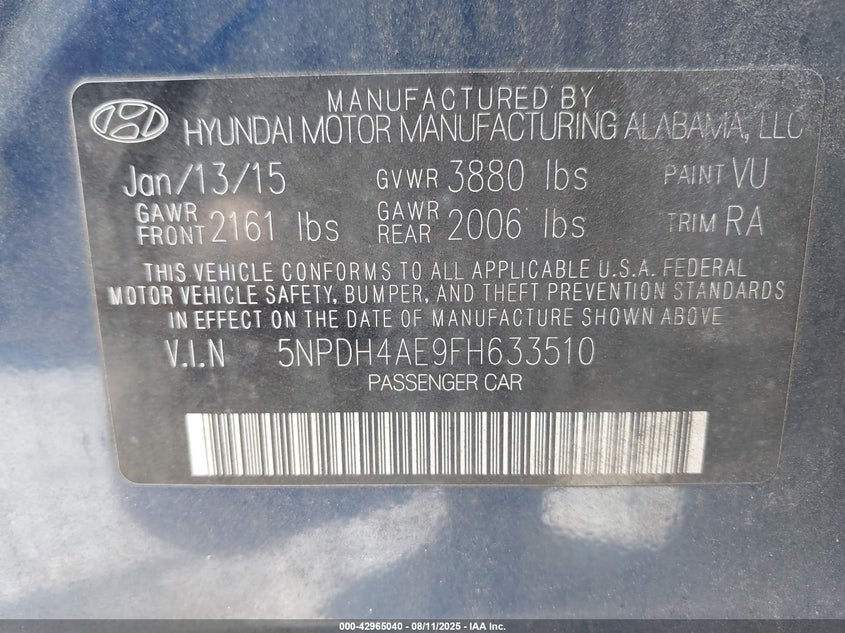 MANUFACTURED BY
HYUNDAI MOTOR MANUFACTURING ALABAMA, LLC
Jan/13/15 GVWR 3880 lbs PAINT VU
GAWR FRONT 2161 lbs GAWR REAR 2006 lbs TRIM RA
THIS VEHICLE CONFORMS TO ALL APPLICABLE U.S.A. FEDERAL
MOTOR VEHICLE SAFETY, BUMPER, AND THEFT PREVENTION STANDARDS
IN EFFECT ON THE DATE OF MANUFACTURE SHOWN ABOVE
V.I.N 5NPDH4AE9FH633510
PASSENGER CAR
000-42965040 - 08/11/2025 - IAA Inc.